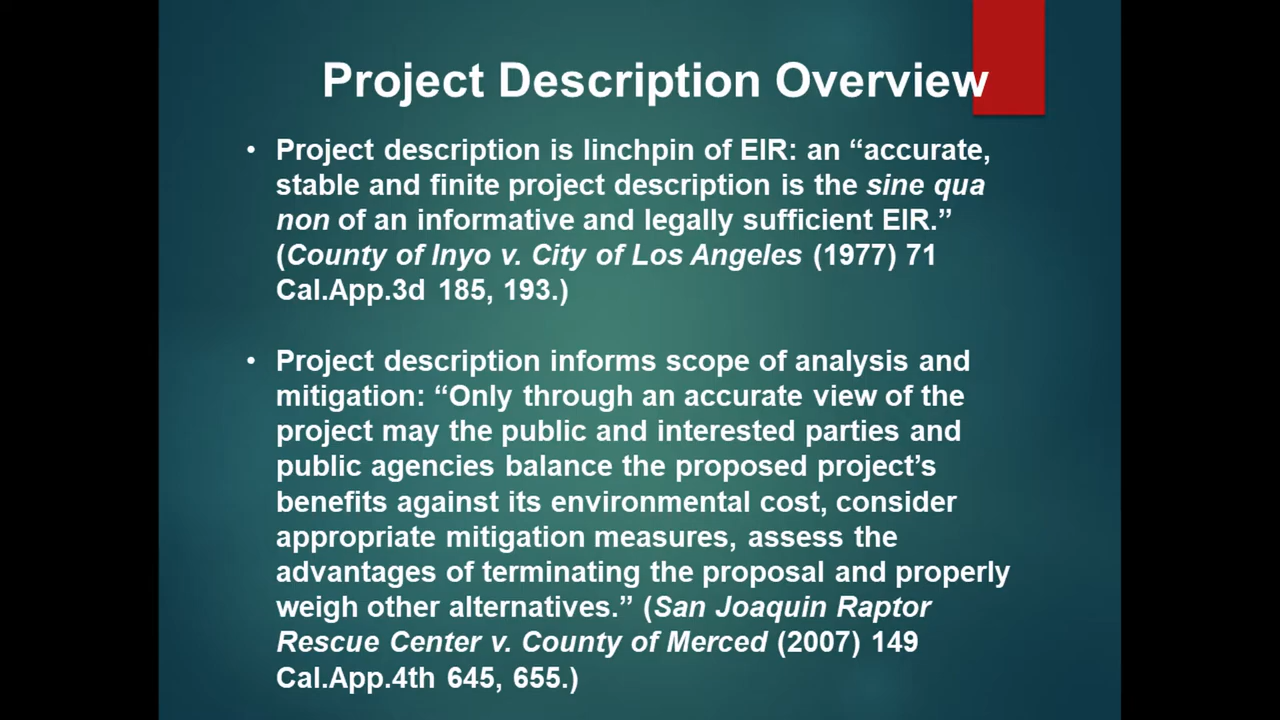 Project Description Overview
• Project description is linchpin of EIR: an “accurate,
stable and finite project description is the sine qua
non of an informative and legally sufficient EIR.”
(County of Inyo v. City of Los Angeles (1977) 71
Cal.App.3d 185, 193.)
• Project description informs scope of analysis and
mitigation: “Only through an accurate view of the
project may the public and interested parties and
public agencies balance the proposed project’s
benefits against its environmental cost, consider
appropriate mitigation measures, assess the
advantages of terminating the proposal and properly
weigh other alternatives.” (San Joaquin Raptor
Rescue Center v. County of Merced (2007) 149
Cal.App.4th 645, 655.)